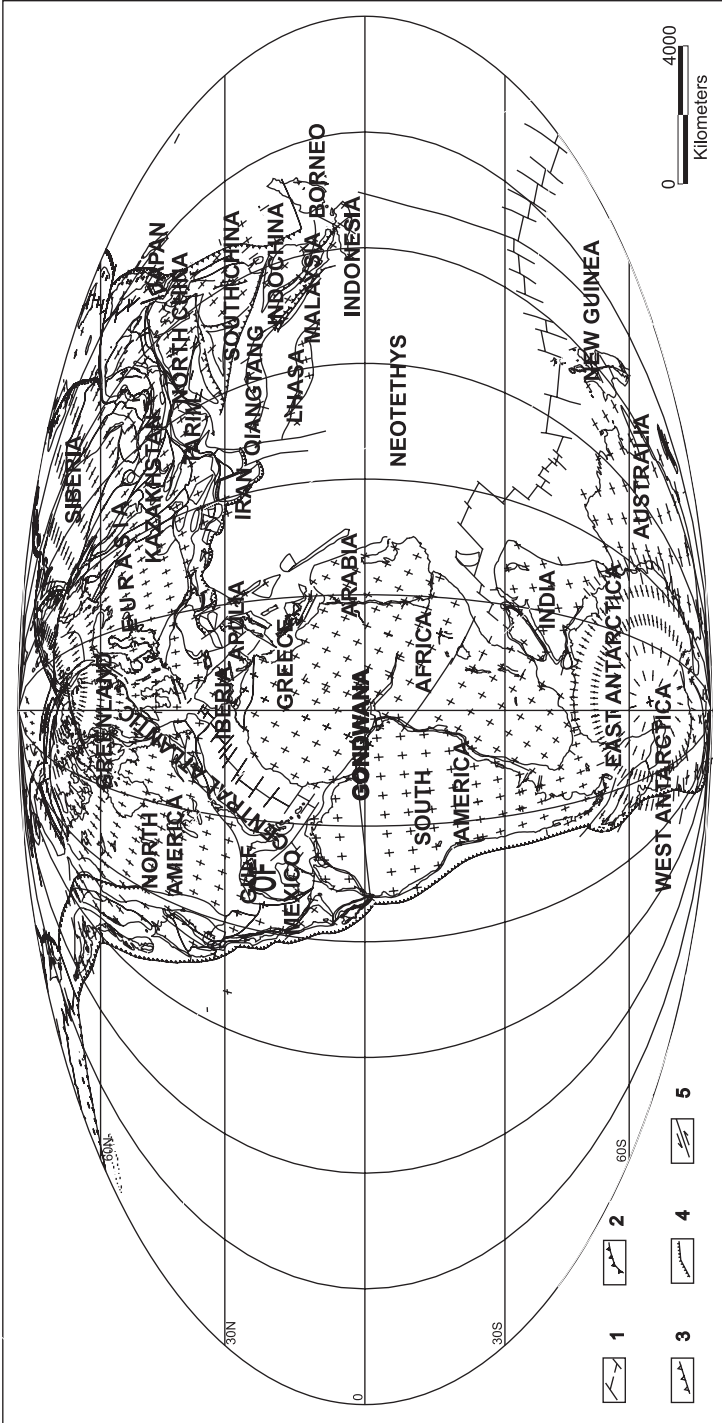 SIBERIA
EURASIA
KAZAKHSTAN
JAPAN
NORTH CHINA
TARIM
SOUTH CHINA
QIANGTANG
INDOCHINA
LHASA
MALAYSIA
BORNEO
INDONESIA
IRAN
GREENLAND
NORTH
AMERICA
CENTRAL ATLANTIC
IBERIA
APULIA
GREECE
GULF
OF
MEXICO
ARABIA
NEOTETHYS
GONDWANA
AFRICA
SOUTH
AMERICA
INDIA
NEW GUINEA
AUSTRALIA
EAST ANTARCTICA
WEST ANTARCTICA
60N
30N
0
30S
60S
1
2
3
4
5
0
4000
Kilometers